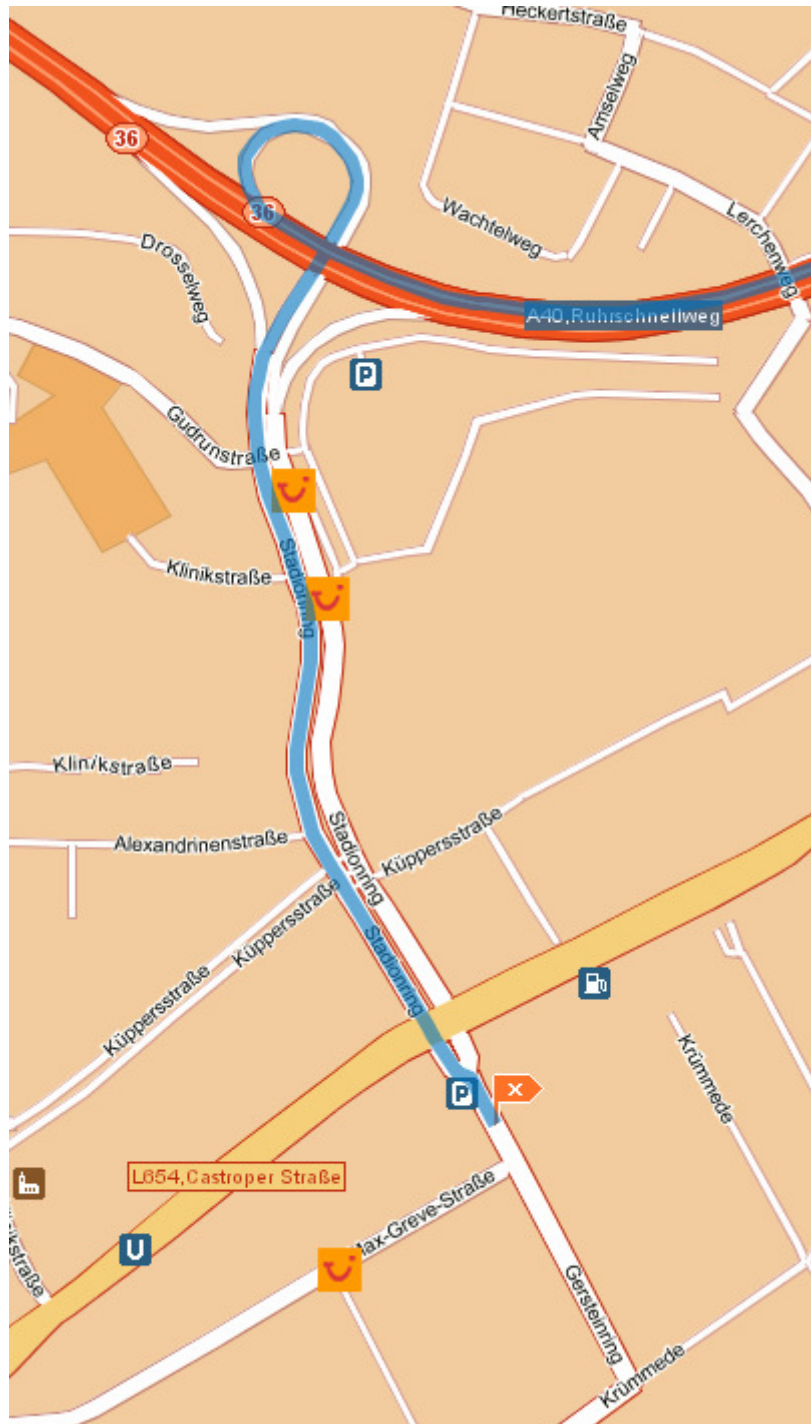 Heckertstraße
Amselweg
36
36
Wachtelweg
Lerchenweg
Drosselweg
A40,Ruhrschnellweg
P
Gudrunstraße
Stadionring
Klinikstraße
Klinikstraße
Alexandrinenstraße
Stadionring
Küppersstraße
Küppersstraße
Stadionring
Küppersstraße
Krümmede
P
X
L654,Castroper Straße
Max-Greve-Straße
U
Gersteinring
Krümmede